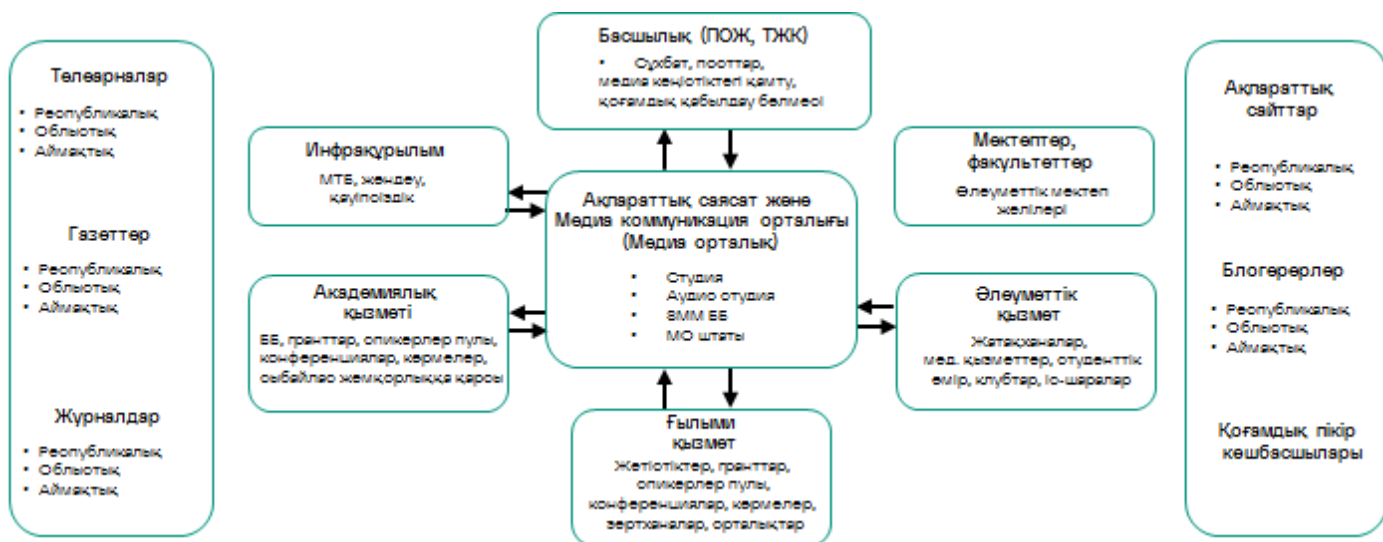 Телеарналар
• Республикалық
• Облыстық
• Аймақтық
Газеттер
• Республикалық
• Облыстық
• Аймақтық
Журналдар
• Республикалық
• Облыстық
• Аймақтық
Инфрақұрылым
МТБ, жөндеу,
қауіпсіздік
Академиялық
қызметі
ББ, гранттар, спикерлер пулы,
конференциялар, көрмелер,
сыбайлас жемқорлыққа қарсы
Басшылық (ПОЖ, ТЖК)
• Сұхбат, посттар,
медиа кеңістіктегі қамту,
қоғамдық қабылдау бөлмесі
Ақпараттық саясат және
Медиа коммуникация орталығы
(Медиа орталық)
• Студия
• Аудио студия
• SMM ББ
• МО штаты
Ғылыми
қызмет
Жетістіктер, гранттар,
спикерлер пулы,
конференциялар, көрмелер,
зертханалар, орталықтар
Мектептер,
факультеттер
Әлеуметтік мектеп
желілері
Әлеуметтік
қызмет
Жатақханалар,
мед. қызметтер, студенттік
өмір, клубтар, іс-шаралар
Ақпараттық
сайттар
• Республикалық
• Облыстық
• Аймақтық
Блогерерлер
• Республикалық
• Облыстық
• Аймақтық
Қоғамдық пікір
көшбасшылары